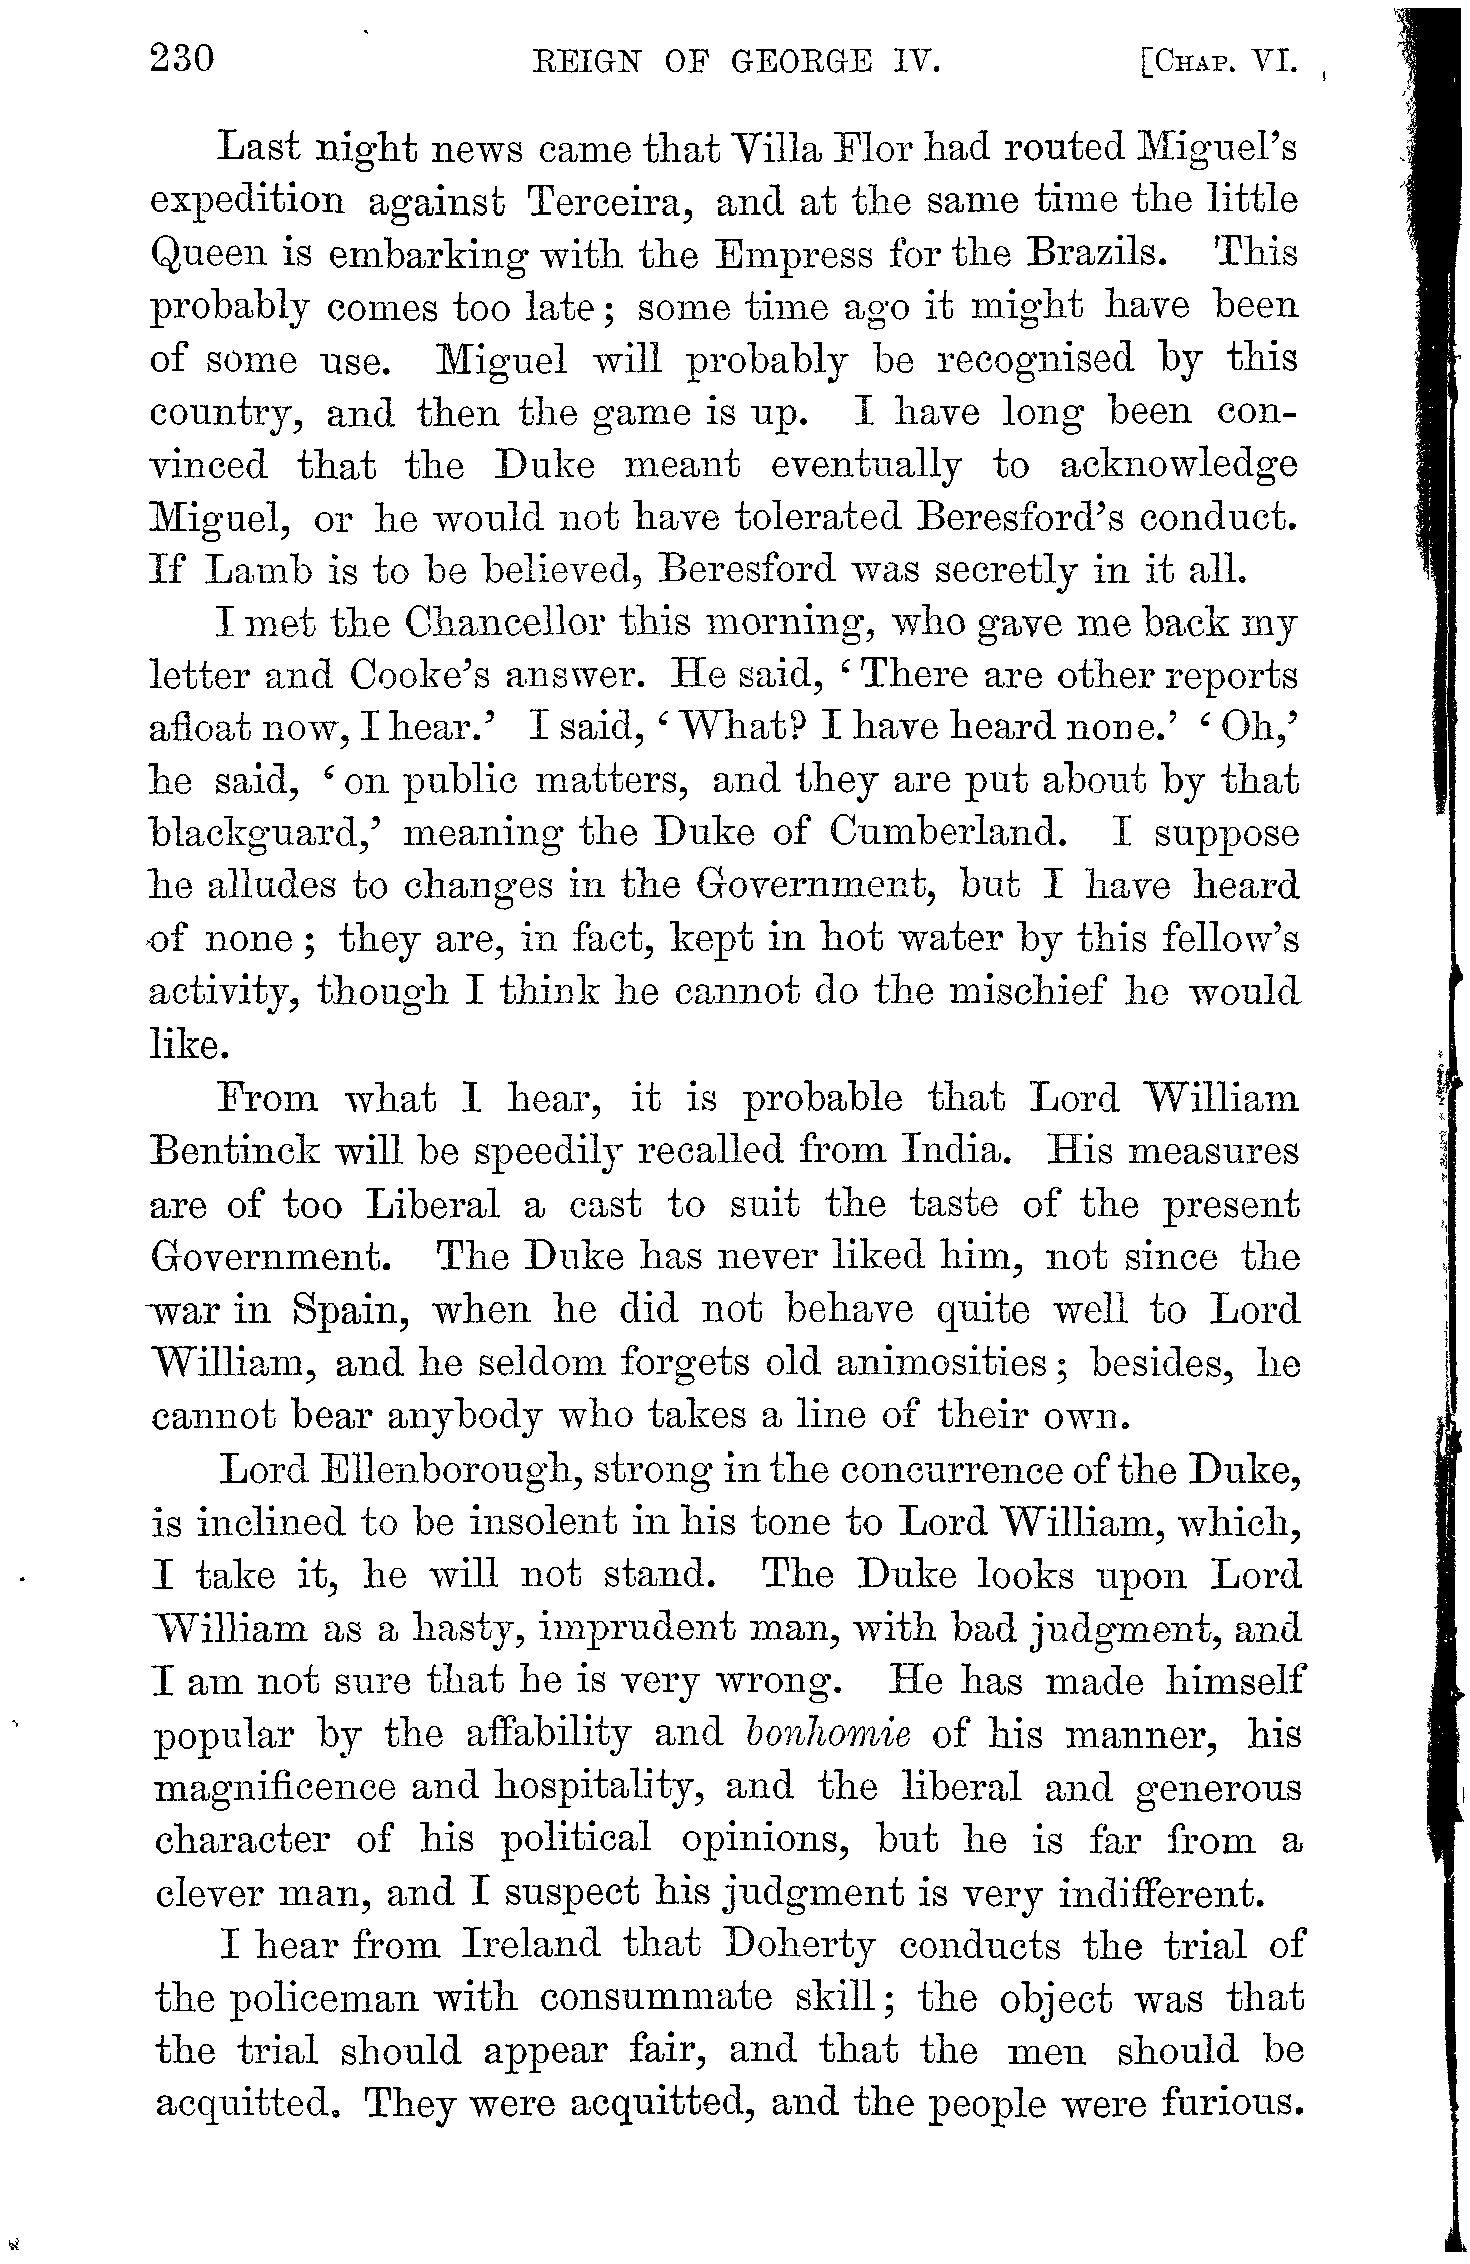 230 REIGN OF GEORGE IV. [CHAP. VI.
Last night news came that Villa Flor had routed Miguel's
expedition against Terceira, and at the same time the little
Queen is embarking with the Empress for the Brazils. This
probably comes too late; some time ago it might have been
of some use. Miguel will probably be recognised by this
country, and then the game is up. I have long been con-
vinced that the Duke meant eventually to acknowledge
Miguel, or he would not have tolerated Beresford's conduct.
If Lamb is to be believed, Beresford was secretly in it all.
I met the Chancellor this morning, who gave me back my
letter and Cooke's answer. He said, ‘There are other reports
afloat now, I hear.’ I said, ‘What? I have heard none.’ ‘Oh,’
he said, ‘on public matters, and they are put about by that
blackguard,’ meaning the Duke of Cumberland. I suppose
he alludes to changes in the Government, but I have heard
of none; they are, in fact, kept in hot water by this fellow's
activity, though I think he cannot do the mischief he would
like.
From what I hear, it is probable that Lord William
Bentinck will be speedily recalled from India. His measures
are of too Liberal a cast to suit the taste of the present
Government. The Duke has never liked him, not since the
war in Spain, when he did not behave quite well to Lord
William, and he seldom forgets old animosities; besides, he
cannot bear anybody who takes a line of their own.
Lord Ellenborough, strong in the concurrence of the Duke,
is inclined to be insolent in his tone to Lord William, which,
I take it, he will not stand. The Duke looks upon Lord
William as a hasty, imprudent man, with bad judgment, and
I am not sure that he is very wrong. He has made himself
popular by the affability and bonhomie of his manner, his
magnificence and hospitality, and the liberal and generous
character of his political opinions, but he is far from a
clever man, and I suspect his judgment is very indifferent.
I hear from Ireland that Doherty conducts the trial of
the policeman with consummate skill; the object was that
the trial should appear fair, and that the men should be
acquitted. They were acquitted, and the people were furious.